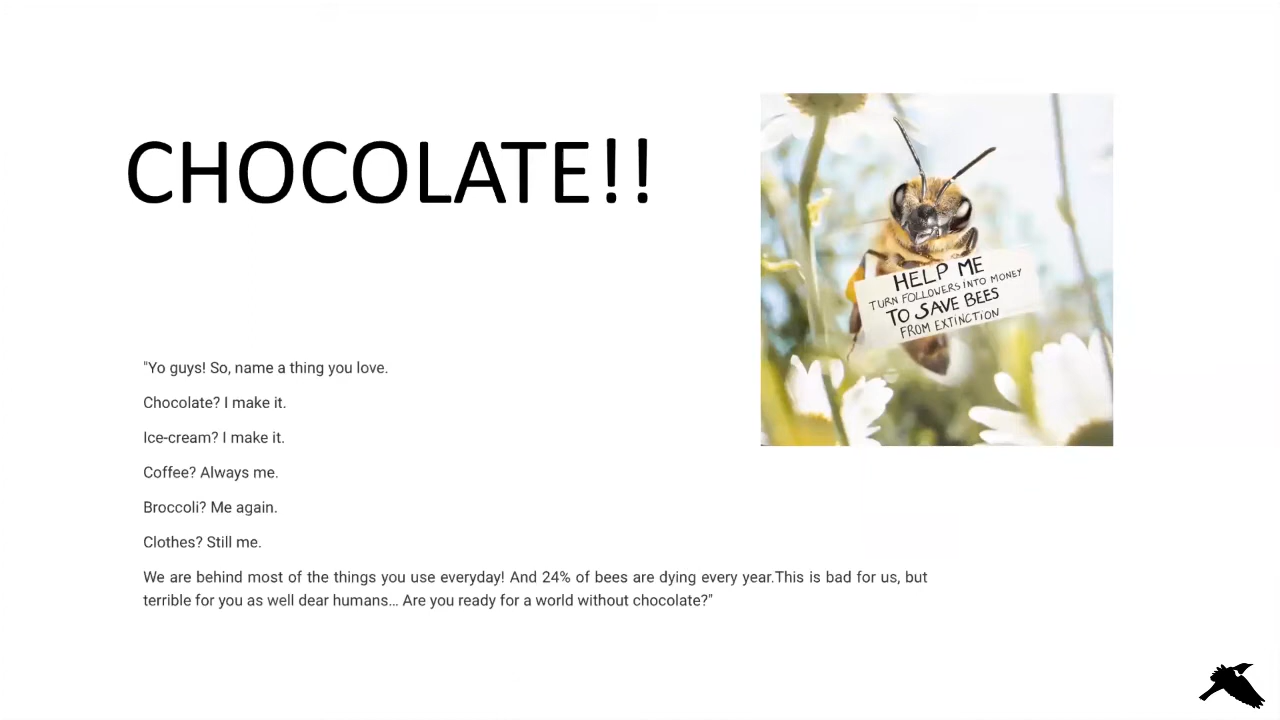 CHOCOLATE!!
HELP ME
TURN FOLLOWERS INTO MONEY
TO SAVE BEES
FROM EXTINCTION
"Yo guys! So, name a thing you love.
Chocolate? I make it.
Ice-cream? I make it.
Coffee? Always me.
Broccoli? Me again.
Clothes? Still me.
We are behind most of the things you use everyday! And 24% of bees are dying every year.This is bad for us, but
terrible for you as well dear humans... Are you ready for a world without chocolate?"